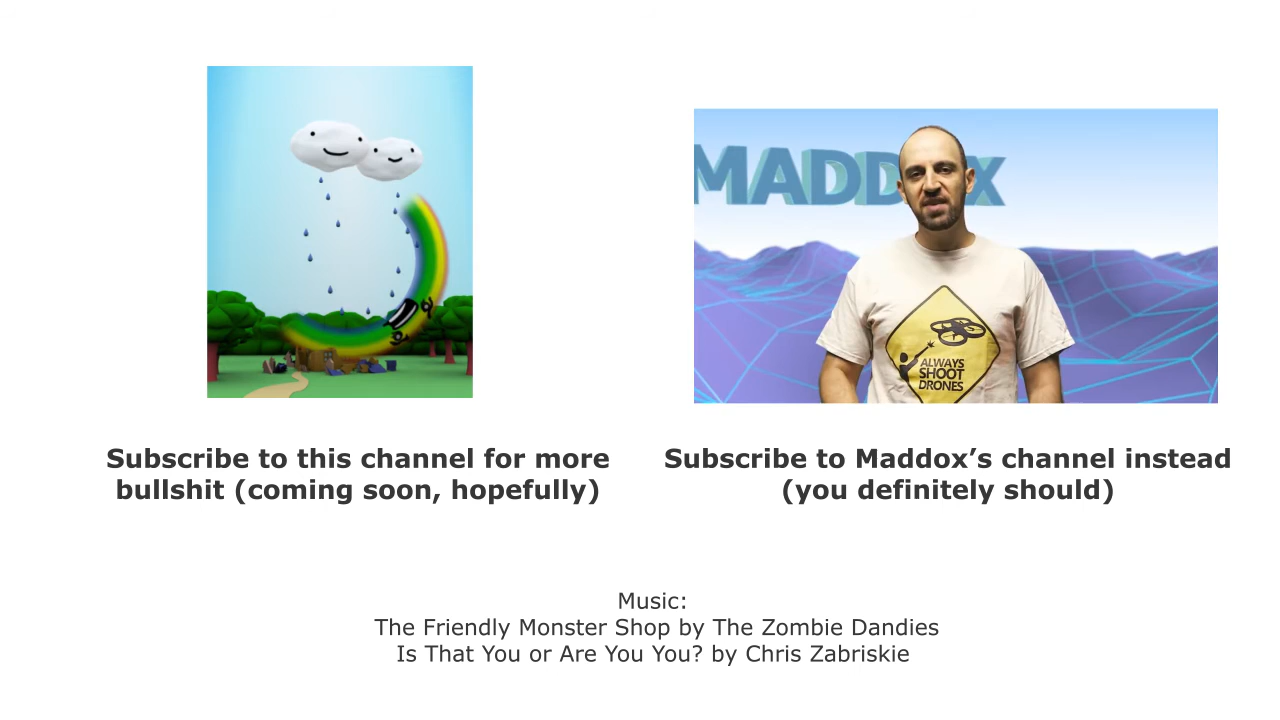 MADDOX
ALWAYS
SHOOT
DRONES
Subscribe to this channel for more
bullshit (coming soon, hopefully)
Subscribe to Maddox’s channel instead
(you definitely should)
Music:
The Friendly Monster Shop by The Zombie Dandies
Is That You or Are You You? by Chris Zabriskie